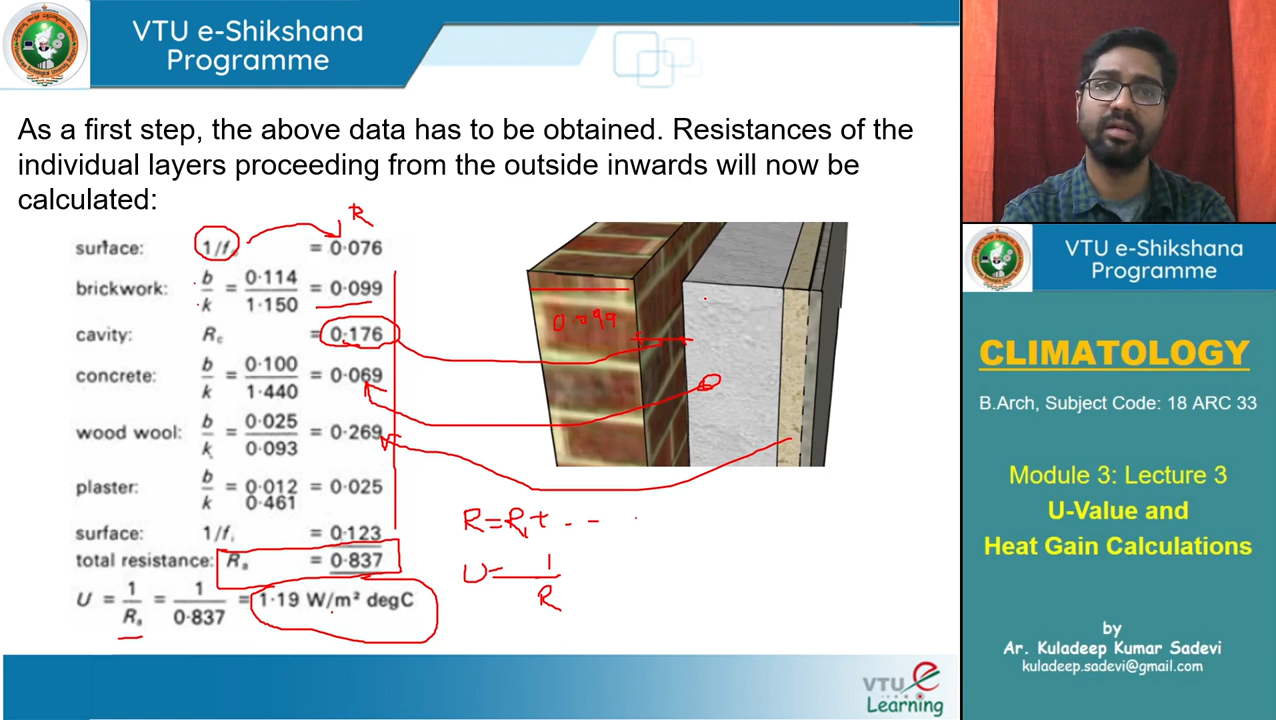 VTU e-Shikshana
Programme
As a first step, the above data has to be obtained. Resistances of the
individual layers proceeding from the outside inwards will now be
calculated:
R
surface: 1/f = 0·076
brickwork: b/k = 0·114/1·150 = 0·099
cavity: Rc = 0·176
concrete: b/k = 0·100/1·440 = 0·069
wood wool: b/k = 0·025/0·093 = 0·269
plaster: b/k = 0·012/0·461 = 0·025
surface: 1/fi = 0·123
total resistance: Ra = 0·837
U = 1/Ra = 1/0·837 = 1·19 W/m² degC
0.099
R=R1+ - -
U= 1/R
VTU e
Learning
VTU e-Shikshana
Programme
CLIMATOLOGY
B.Arch, Subject Code: 18 ARC 33
Module 3: Lecture 3
U-Value and
Heat Gain Calculations
by
Ar. Kuladeep Kumar Sadevi
kuladeep.sadevi@gmail.com